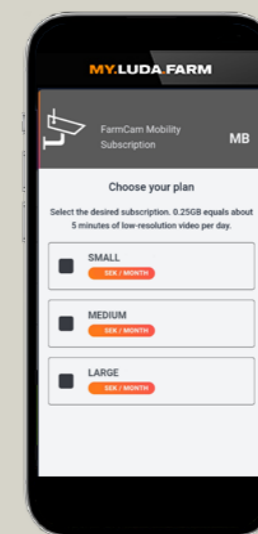 MY.LUDA.FARM
FarmCam Mobility
Subscription
MB
Choose your plan
Select the desired subscription. 0.25GB equals about
5 minutes of low-resolution video per day.
SMALL
SEK / MONTH
MEDIUM
SEK / MONTH
LARGE
SEK / MONTH